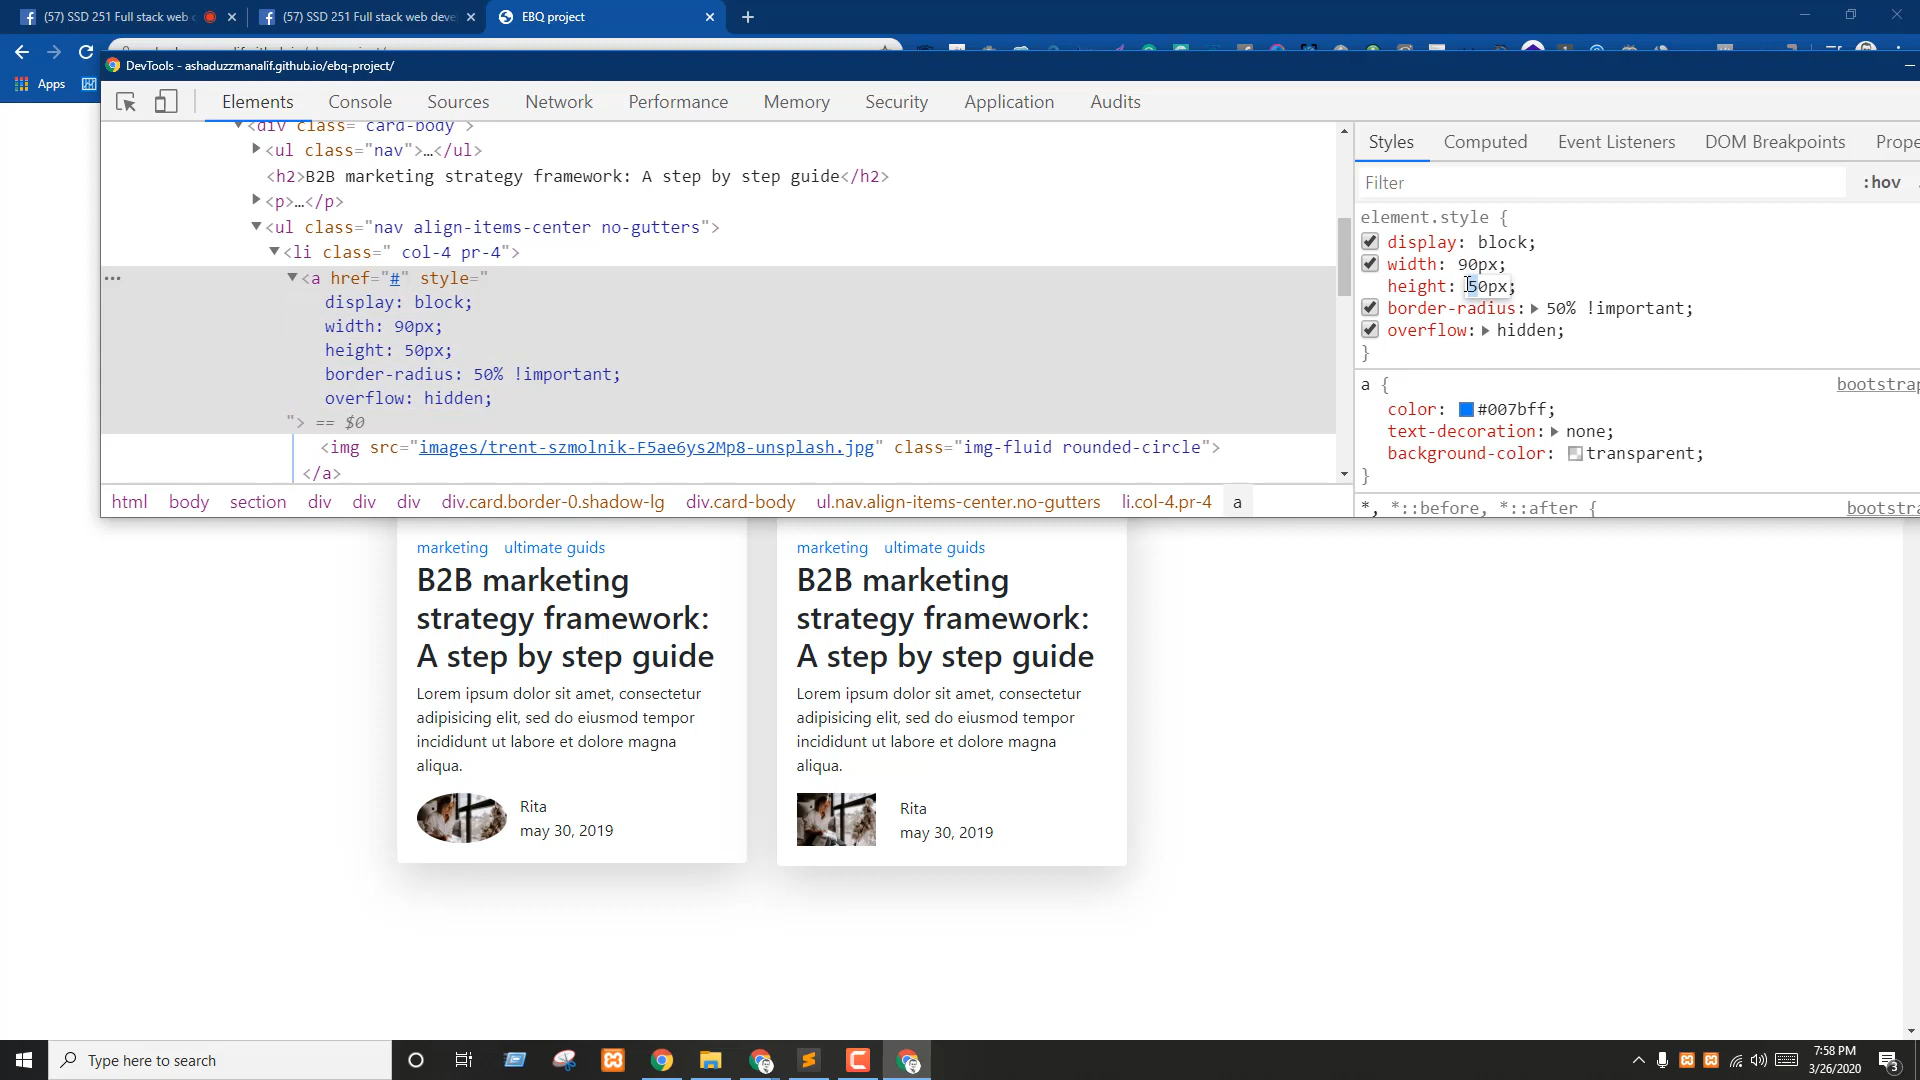 (57) SSD 251 Full stack web
(57) SSD 251 Full stack web deve
EBQ project
Apps
DevTools - ashaduzzmanalif.github.io/ebq-project/
Elements Console Sources Network Performance Memory Security Application Audits
<div class="card-body">
<ul class="nav">…</ul>
<h2>B2B marketing strategy framework: A step by step guide</h2>
<p>…</p>
<ul class="nav align-items-center no-gutters">
<li class=" col-4 pr-4">
<a href="#" style="
display: block;
width: 90px;
height: 50px;
border-radius: 50% !important;
overflow: hidden;
"> == $0
<img src="images/trent-szmolnik-F5ae6ys2Mp8-unsplash.jpg" class="img-fluid rounded-circle">
</a>
html body section div div div div.card.border-0.shadow-lg div.card-body ul.nav.align-items-center.no-gutters li.col-4.pr-4 a
Styles Computed Event Listeners DOM Breakpoints Prope
Filter :hov
element.style {
display: block;
width: 90px;
height: 50px;
border-radius: 50% !important;
overflow: hidden;
}
a { bootstrap
color: #007bff;
text-decoration: none;
background-color: transparent;
}
*, *::before, *::after { bootstra
marketing ultimate guids
B2B marketing
strategy framework:
A step by step guide
Lorem ipsum dolor sit amet, consectetur
adipisicing elit, sed do eiusmod tempor
incididunt ut labore et dolore magna
aliqua.
Rita
may 30, 2019
marketing ultimate guids
B2B marketing
strategy framework:
A step by step guide
Lorem ipsum dolor sit amet, consectetur
adipisicing elit, sed do eiusmod tempor
incididunt ut labore et dolore magna
aliqua.
Rita
may 30, 2019
Type here to search
7:58 PM
3/26/2020
3